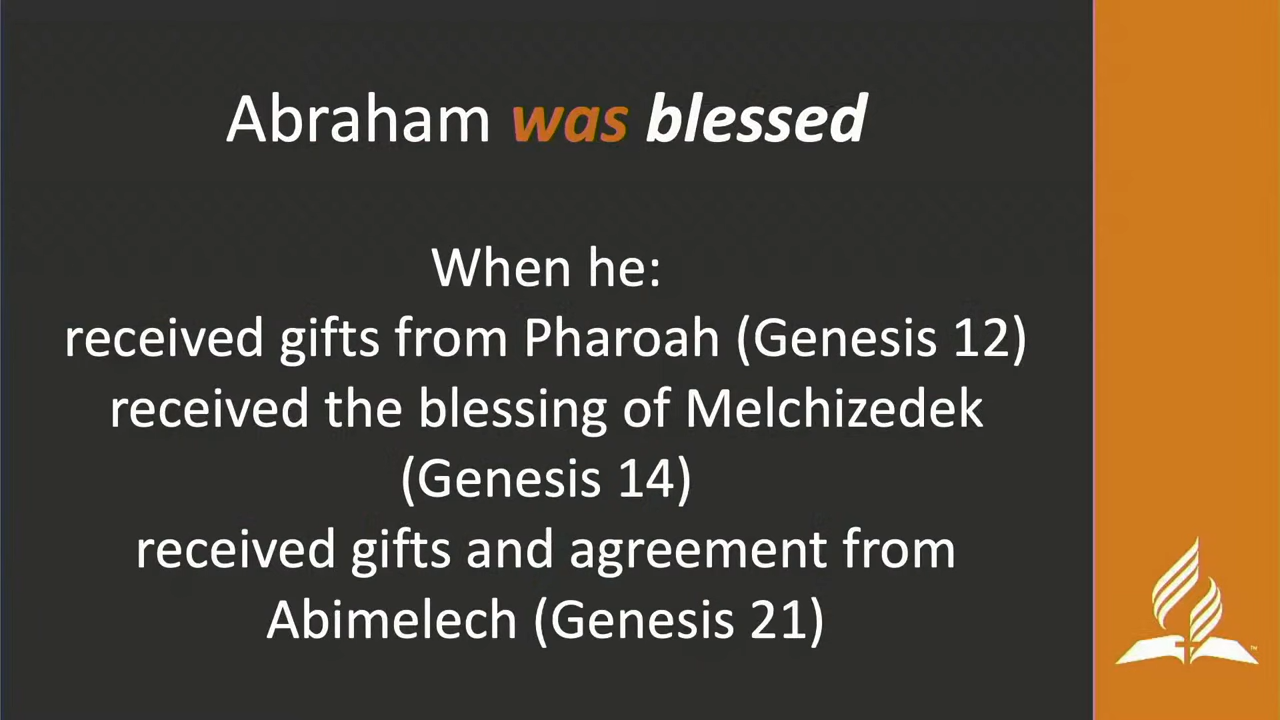 Abraham was blessed
When he:
received gifts from Pharoah (Genesis 12)
received the blessing of Melchizedek
(Genesis 14)
received gifts and agreement from
Abimelech (Genesis 21)
™